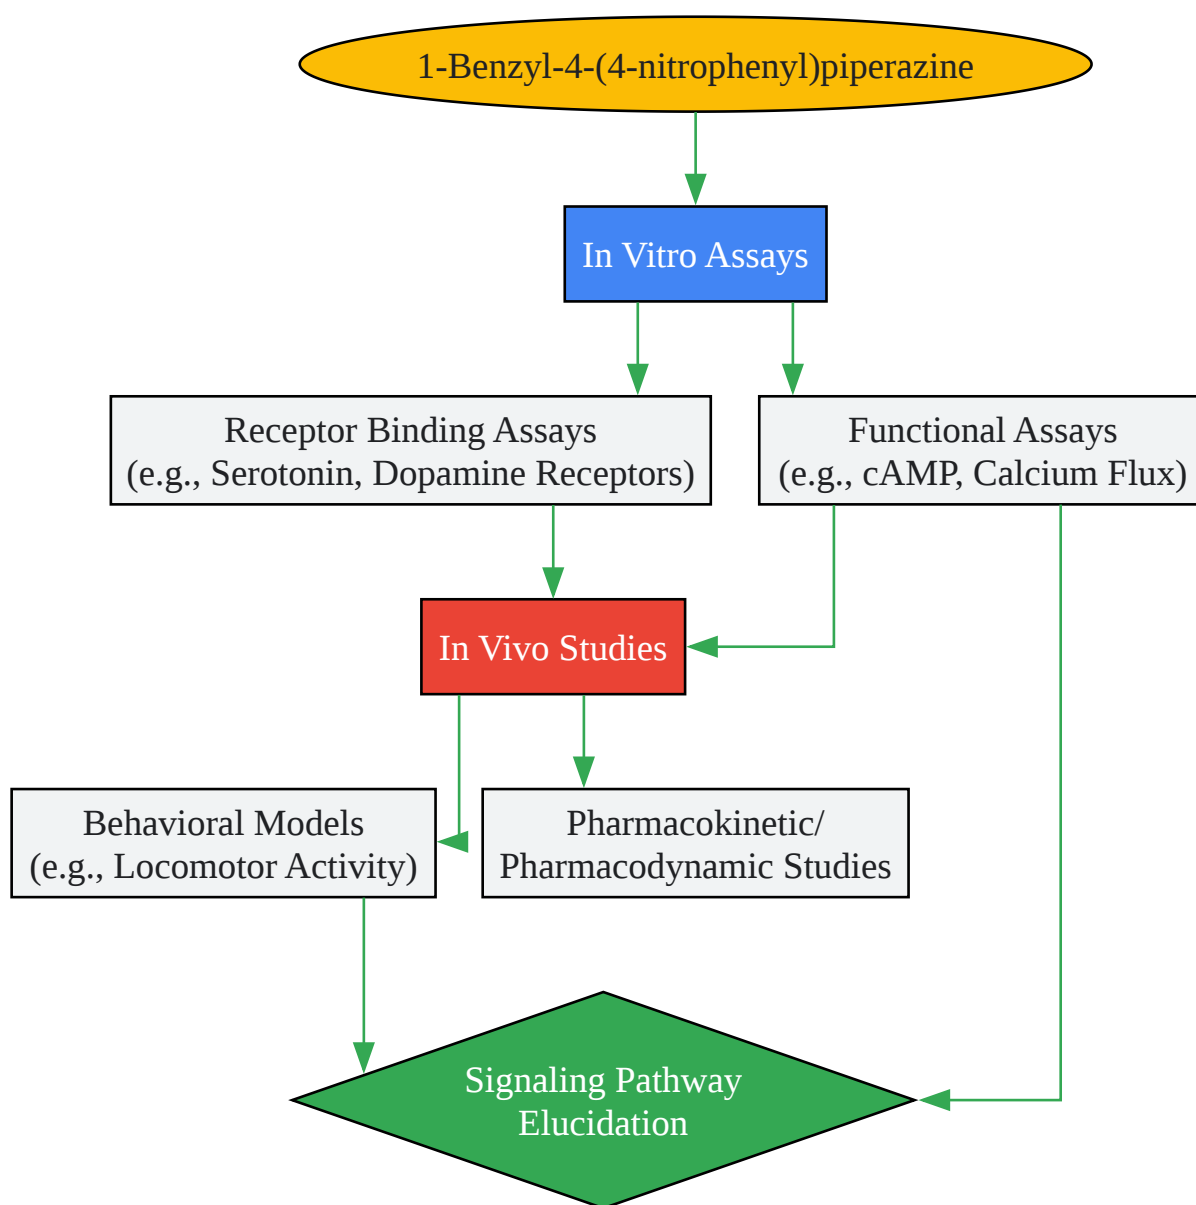 1-Benzyl-4-(4-nitrophenyl)piperazine
In Vitro Assays
Receptor Binding Assays
(e.g., Serotonin, Dopamine Receptors)
Functional Assays
(e.g., cAMP, Calcium Flux)
In Vivo Studies
Behavioral Models
(e.g., Locomotor Activity)
Pharmacokinetic/
Pharmacodynamic Studies
Signaling Pathway
Elucidation